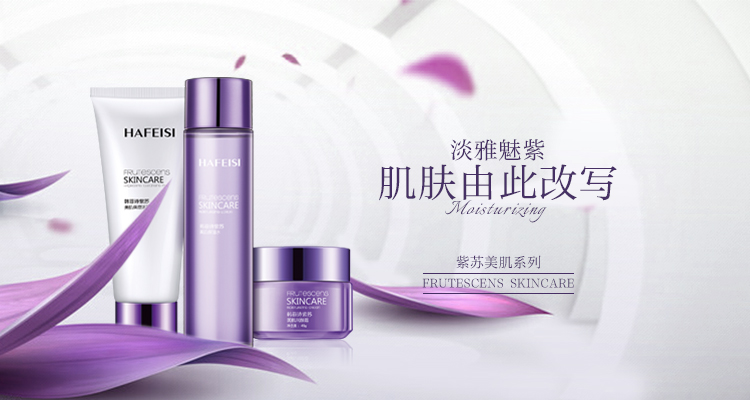 HAFEISI
FRUTESCENS
SKINCARE
HAFEISI
FRUTESCENS
SKINCARE
FRUTESCENS
SKINCARE
淡雅魅紫
肌肤由此改写
Moisturizing
紫苏美肌系列
FRUTESCENS SKINCARE